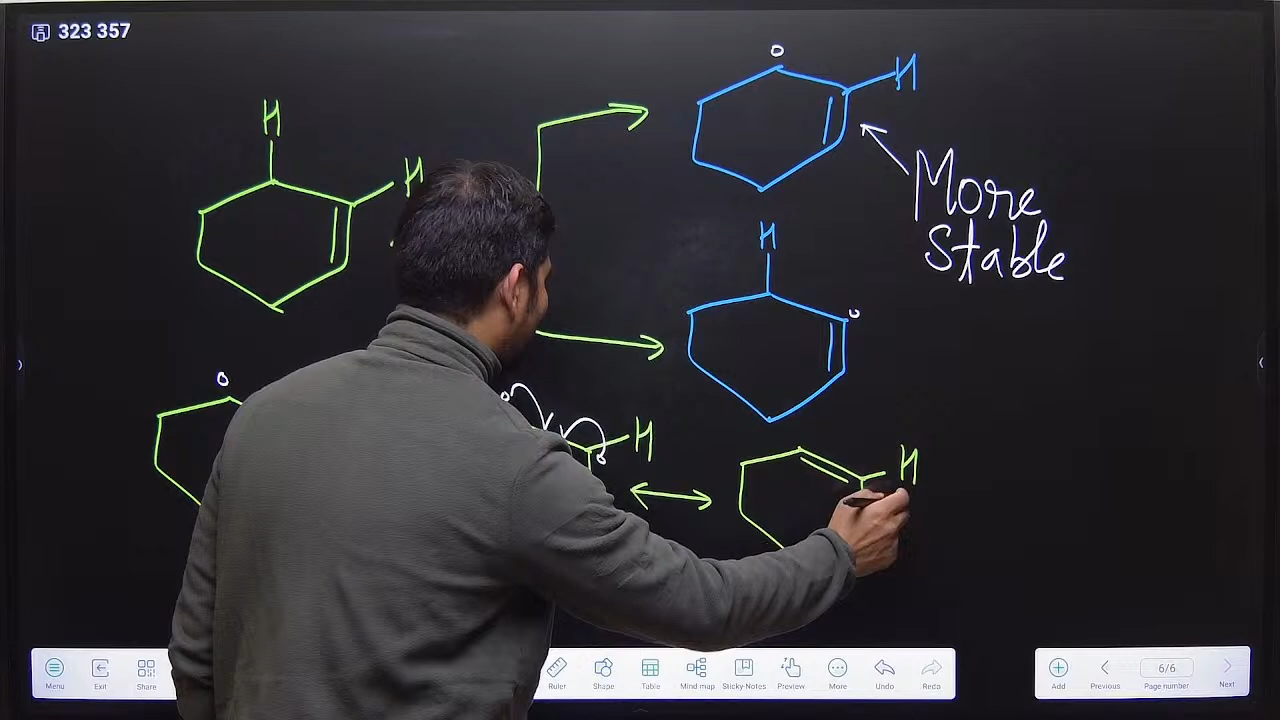 323 357
H
H
o
H
More
Stable
H
o
o
H
H
Menu
Exit
Share
Ruler
Shape
Table
Mind map
Sticky-Notes
Preview
More
Undo
Redo
Add
Previous
6/6
Page number
Next